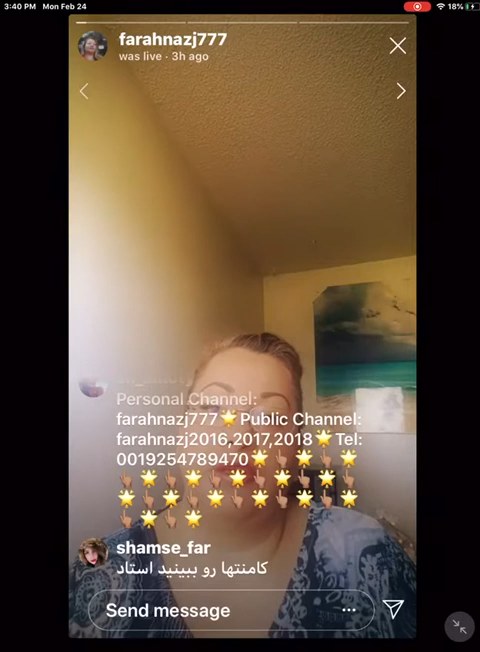 3:40 PM Mon Feb 24
18%
farahnazj777
was live · 3h ago
Personal Channel:
farahnazj777🌟Public Channel:
farahnazj2016,2017,2018🌟Tel:
0019254789470🌟👆🏽🌟👆🏽🌟
👆🏽🌟👆🏽🌟👆🏽🌟👆🏽🌟👆🏽🌟👆🏽
🌟👆🏽🌟👆🏽🌟👆🏽🌟👆🏽🌟👆🏽🌟
👆🏽🌟👆🏽🌟
shamse_far
کامنتها رو ببینید استاد
Send message